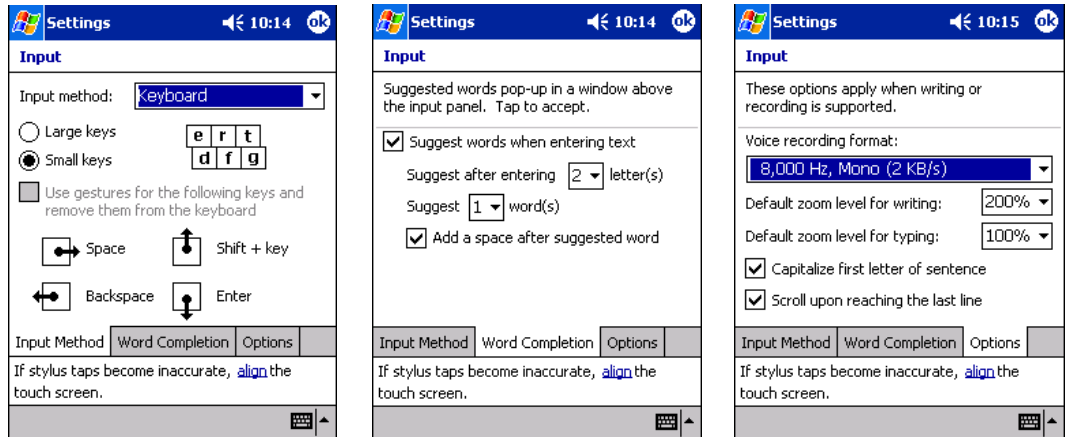 Settings 10:14 ok
Input
Input method: Keyboard
Large keys
Small keys
e r t
d f g
Use gestures for the following keys and
remove them from the keyboard
Space Shift + key
Backspace Enter
Input Method Word Completion Options
If stylus taps become inaccurate, align the
touch screen.
Settings 10:14 ok
Input
Suggested words pop-up in a window above
the input panel. Tap to accept.
Suggest words when entering text
Suggest after entering 2 letter(s)
Suggest 1 word(s)
Add a space after suggested word
Input Method Word Completion Options
If stylus taps become inaccurate, align the
touch screen.
Settings 10:15 ok
Input
These options apply when writing or
recording is supported.
Voice recording format:
8,000 Hz, Mono (2 KB/s)
Default zoom level for writing: 200%
Default zoom level for typing: 100%
Capitalize first letter of sentence
Scroll upon reaching the last line
Input Method Word Completion Options
If stylus taps become inaccurate, align the
touch screen.